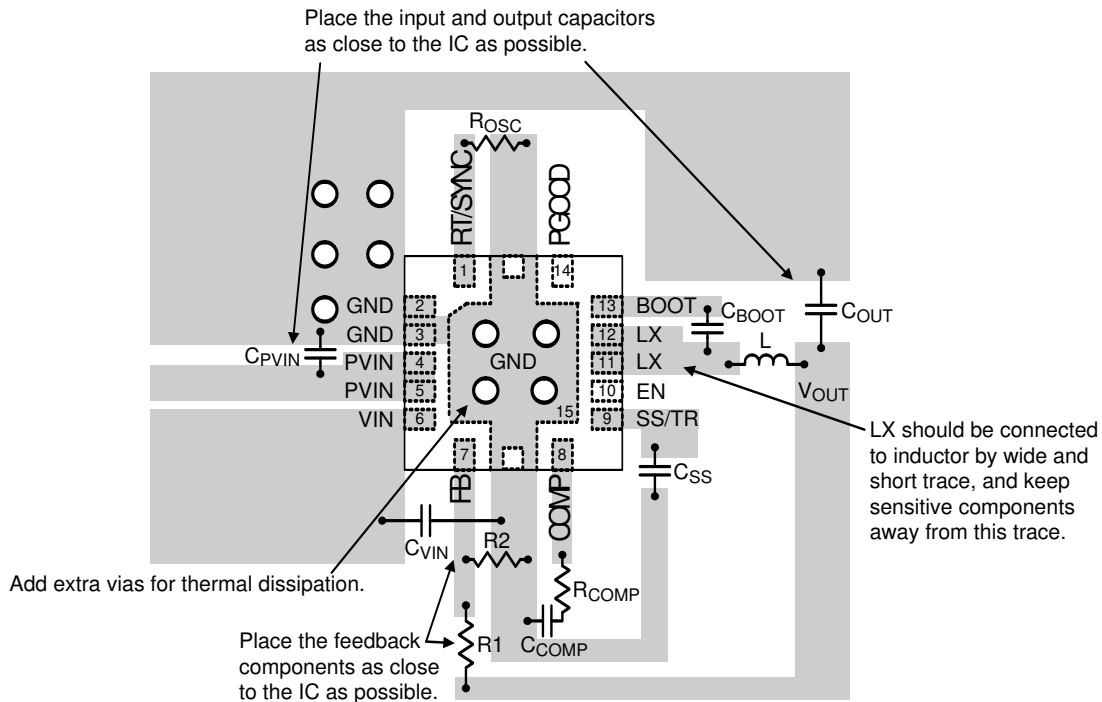 Place the input and output capacitors
as close to the IC as possible.
ROSC
RT/SYNC
PGOOD
1
14
GND 2
13 BOOT
CBOOT
COUT
GND 3
12 LX
L
CPVIN
PVIN 4
GND
11 LX
PVIN 5
10 EN
VOUT
VIN 6
15
9 SS/TR
LX should be connected
to inductor by wide and
short trace, and keep
sensitive components
away from this trace.
7
8
FB
COMP
CSS
CVIN
R2
Add extra vias for thermal dissipation.
RCOMP
CCOMP
R1
Place the feedback
components as close
to the IC as possible.